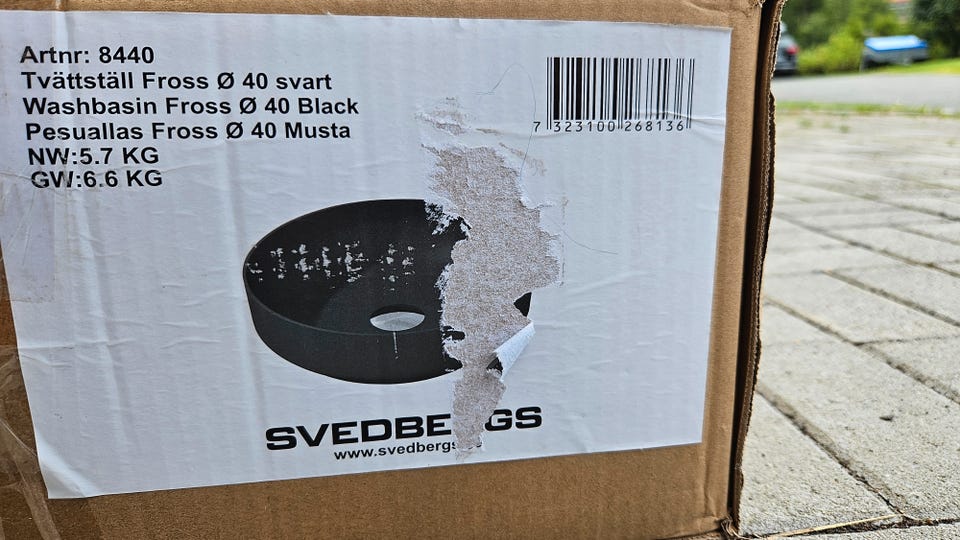 Artnr: 8440
Tvättställ Fross Ø 40 svart
Washbasin Fross Ø 40 Black
Pesuallas Fross Ø 40 Musta
NW:5.7 KG
GW:6.6 KG
7 323100 268136
SVEDBERGS
www.svedbergs